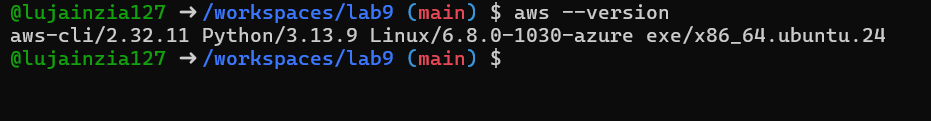 @lujainzia127 ➜ /workspaces/lab9 (main) $ aws --version
aws-cli/2.32.11 Python/3.13.9 Linux/6.8.0-1030-azure exe/x86_64.ubuntu.24
@lujainzia127 ➜ /workspaces/lab9 (main) $